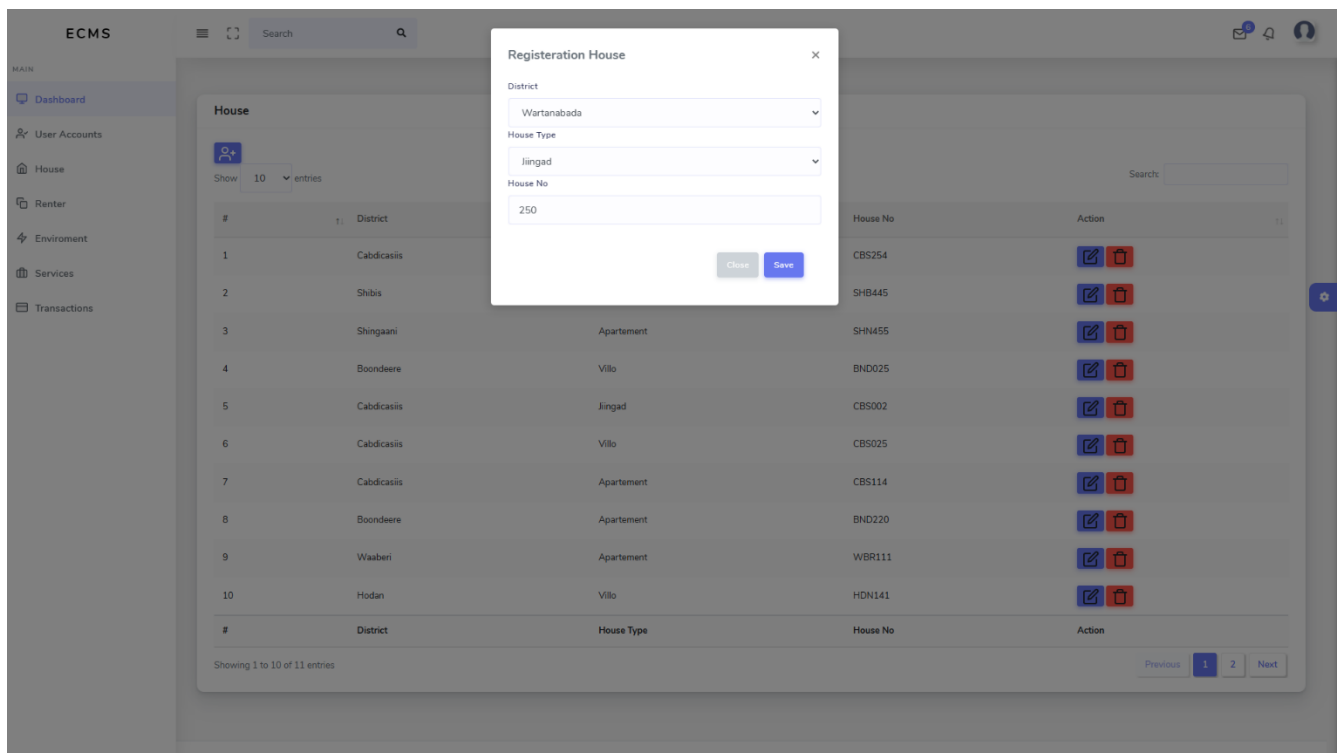 ECMS
Search
6
MAIN
Dashboard
User Accounts
House
Renter
Enviroment
Services
Transactions
Registeration House ×
District
Wartanabada
House Type
Jiingad
House No
250
Close Save
House
Show 10 entries
Search:
# District House No Action
1 Cabdicasiis CBS254
2 Shibis SHB445
3 Shingaani Apartement SHN455
4 Boondeere Villo BND025
5 Cabdicasiis Jiingad CBS002
6 Cabdicasiis Villo CBS025
7 Cabdicasiis Apartement CBS114
8 Boondeere Apartement BND220
9 Waaberi Apartement WBR111
10 Hodan Villo HDN141
# District House Type House No Action
Showing 1 to 10 of 11 entries
Previous 1 2 Next